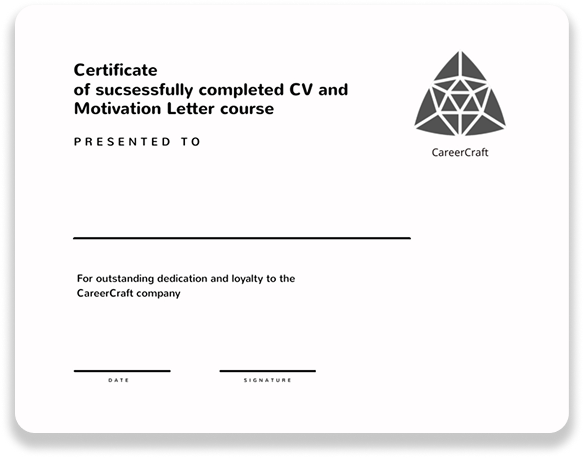 Certificate
of sucsessfully completed CV and
Motivation Letter course
PRESENTED TO
CareerCraft
For outstanding dedication and loyalty to the
CareerCraft company
DATE
SIGNATURE